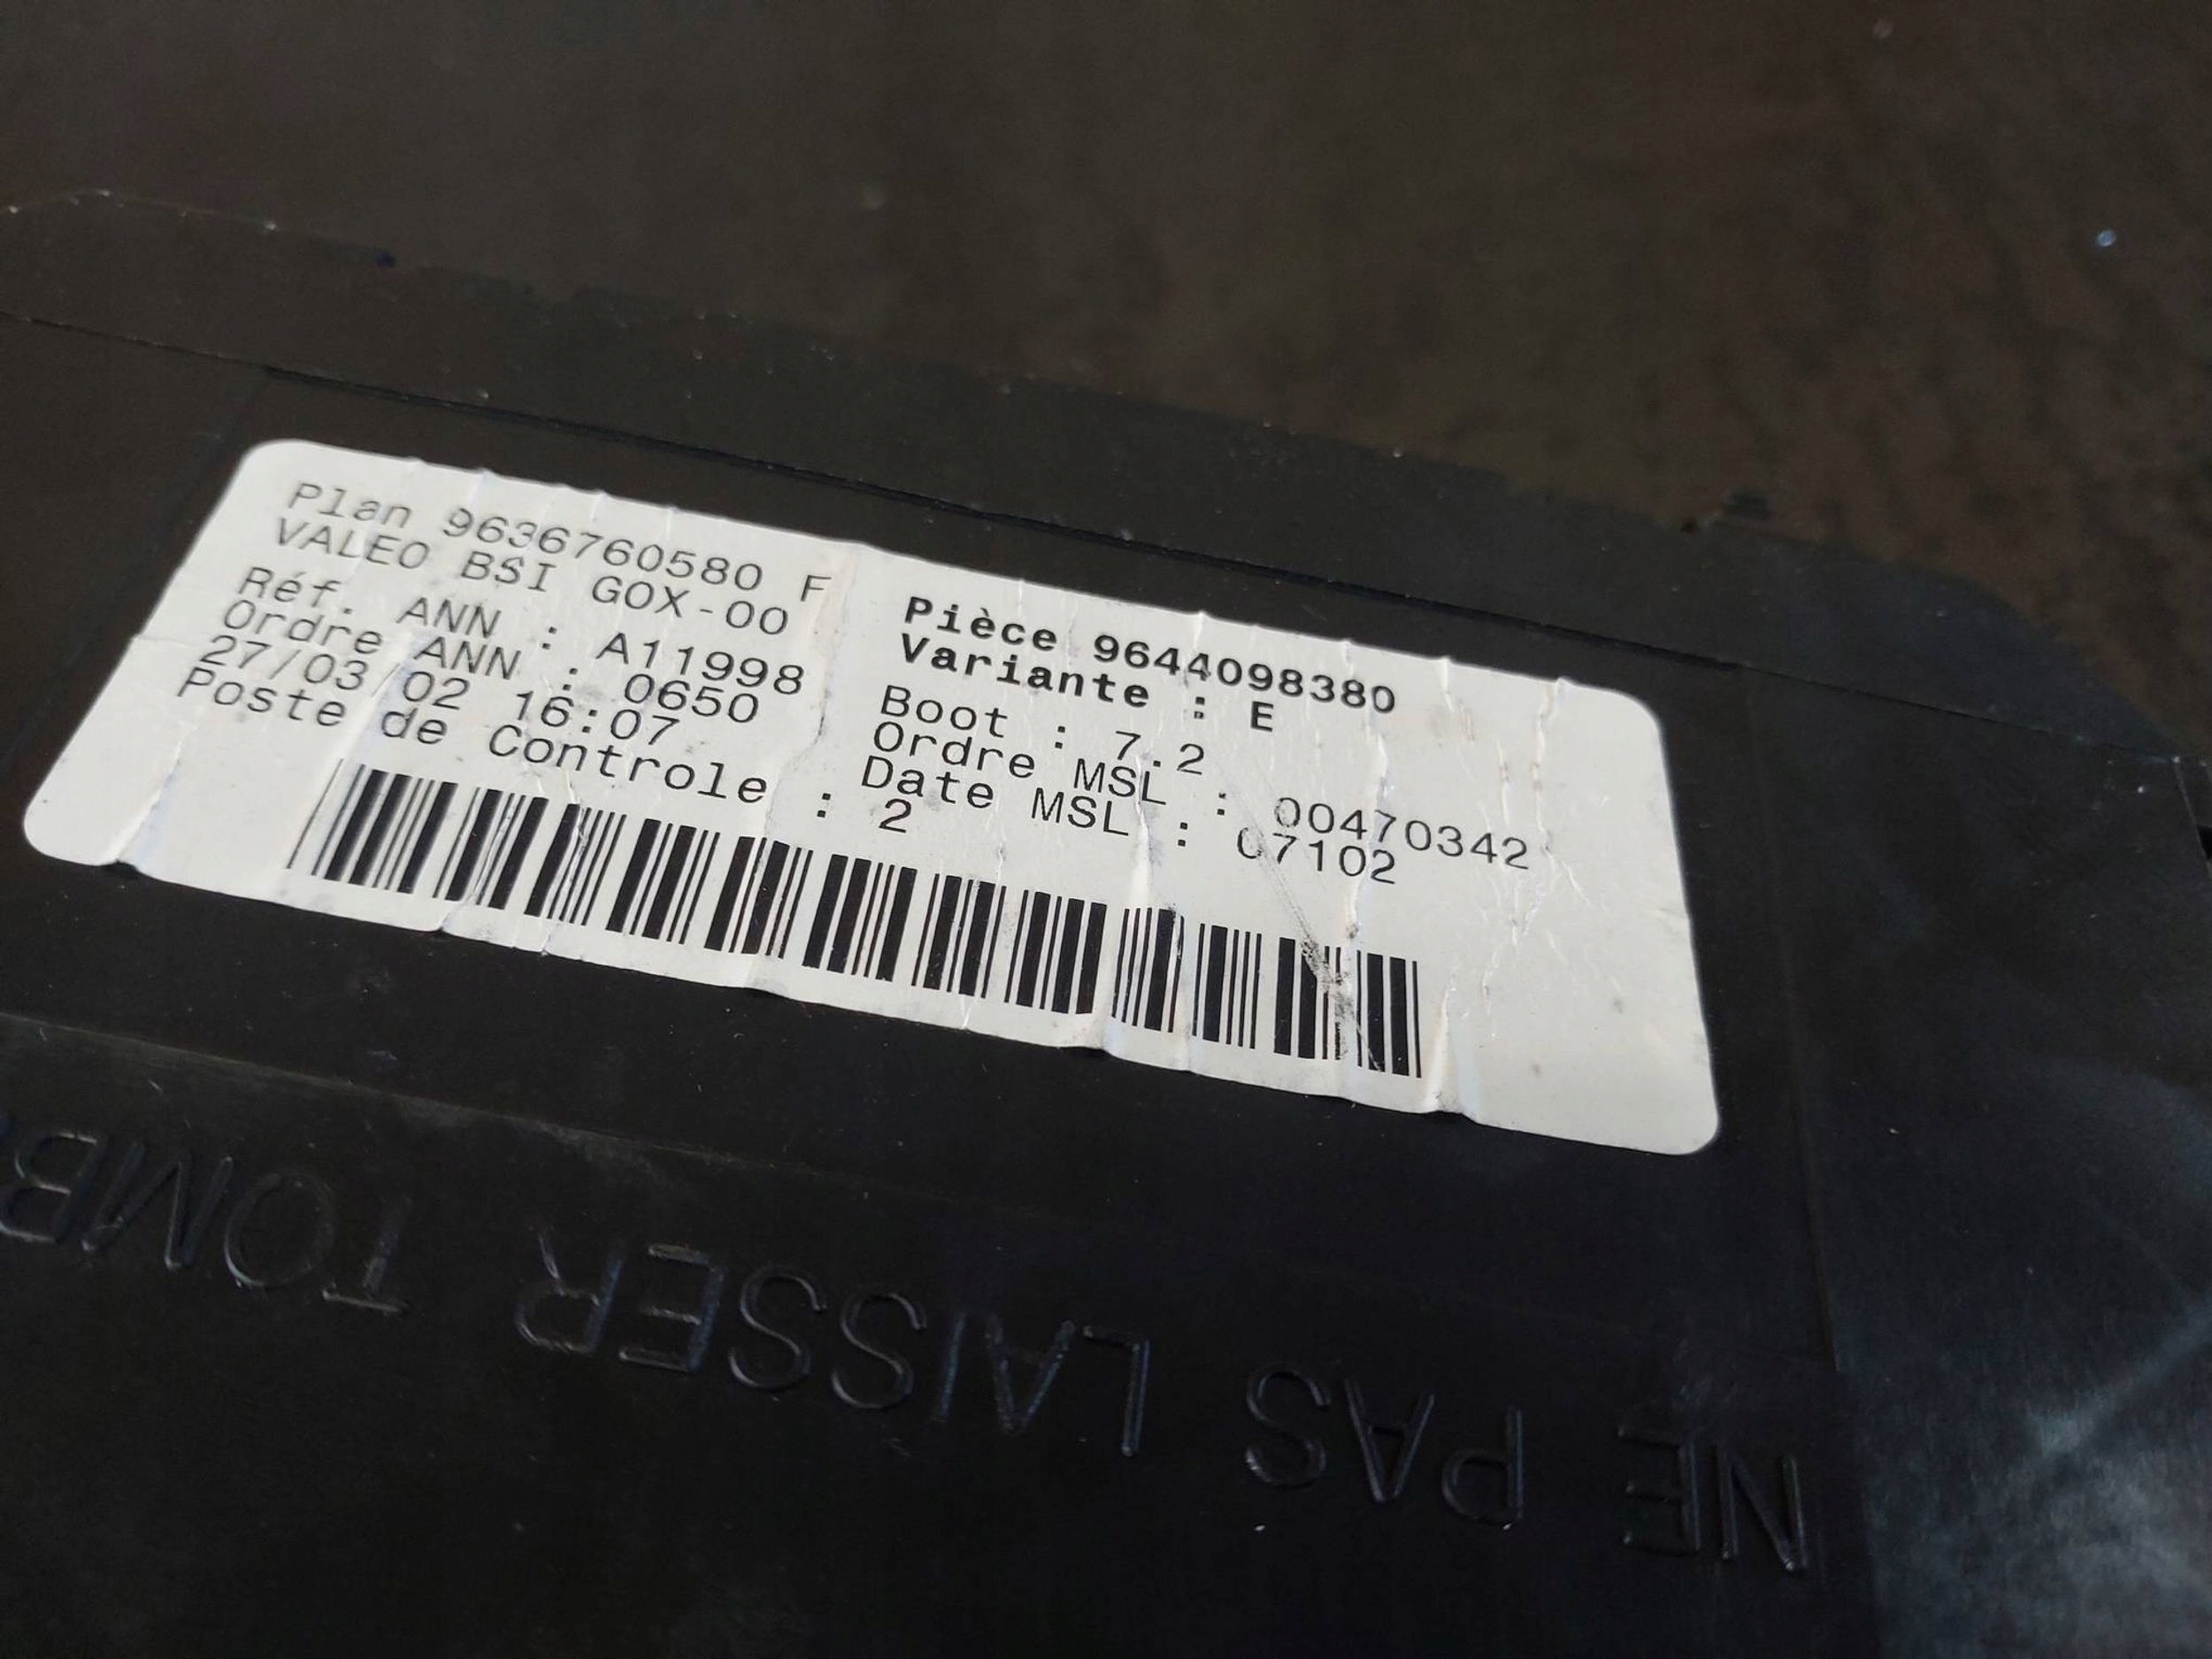 Plan 9636760580 F
VALEO BSI GOX-00
Réf. ANN : A11998
Ordre ANN : 0650
27/03/02 16:07
Poste de Controle : 2
Pièce 9644098380
Variante : E
Boot : 7.2
Ordre MSL : 00470342
Date MSL : 07102
NE PAS LAISSER TOMB